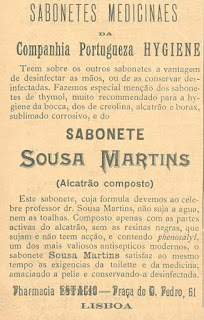 SABONETES MEDICINAES
DA
Companhia Portugueza HYGIENE
Teem sobre os outros sabonetes a vantagem
de desinfectar as mãos, ou de as conservar des-
infectadas. Fazemos especial menção dos sabone-
tes de thymol, muito recommendado para a hy-
giene da bocca, dos de creolina, alcatrão e borax,
sublimado corrosivo, e do
SABONETE
SOUSA MARTINS
(Alcatrão composto)
Este sabonete, cuja formula devemos ao cele-
bre professor dr. Sousa Martins, não suja a agua,
nem as toalhas. Composto apenas com as partes
activas do alcatrão, sem as resinas negras, que
sujam e não teem acção, e contendo phenosalyl,
um dos mais valiosos antisepticos modernos, o
sabonete Sousa Martins satisfaz ao mesmo
tempo as exigencias da toilette e da medicina,
amaciando a pelle e conservando-a desinfectada.
Pharmacia ESTACIO — Praça de D. Pedro, 61
LISBOA